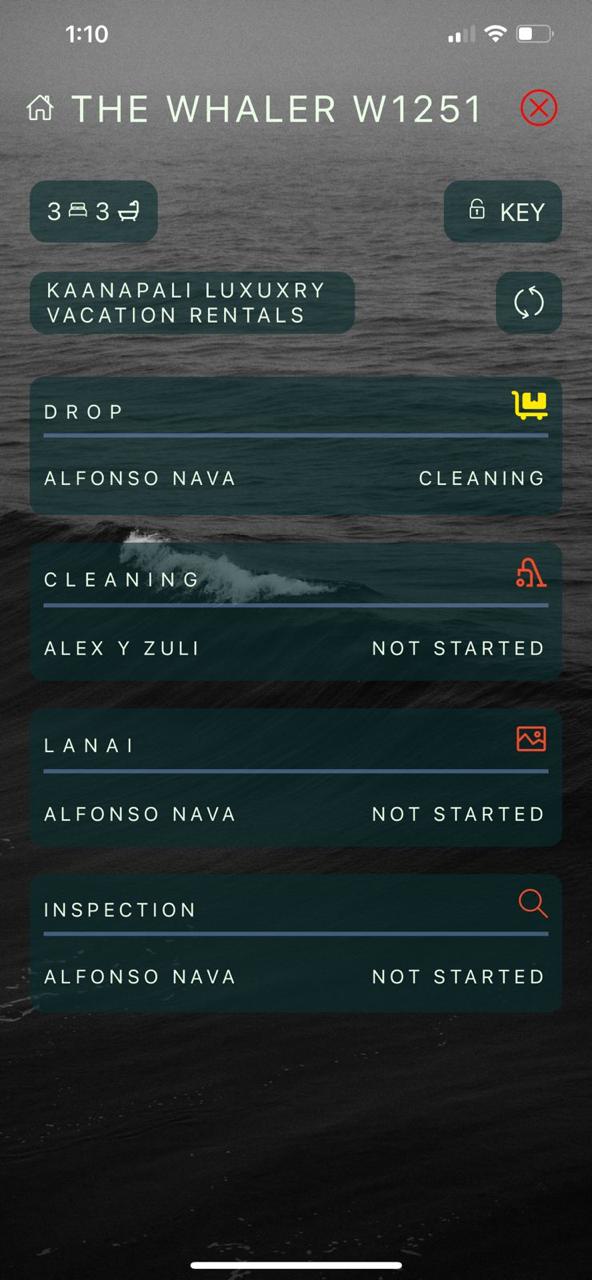 1:10
THE WHALER W1251
3 3
KEY
KAANAPALI LUXUXRY
VACATION RENTALS
DROP
ALFONSO NAVA CLEANING
CLEANING
ALEX Y ZULI NOT STARTED
LANAI
ALFONSO NAVA NOT STARTED
INSPECTION
ALFONSO NAVA NOT STARTED